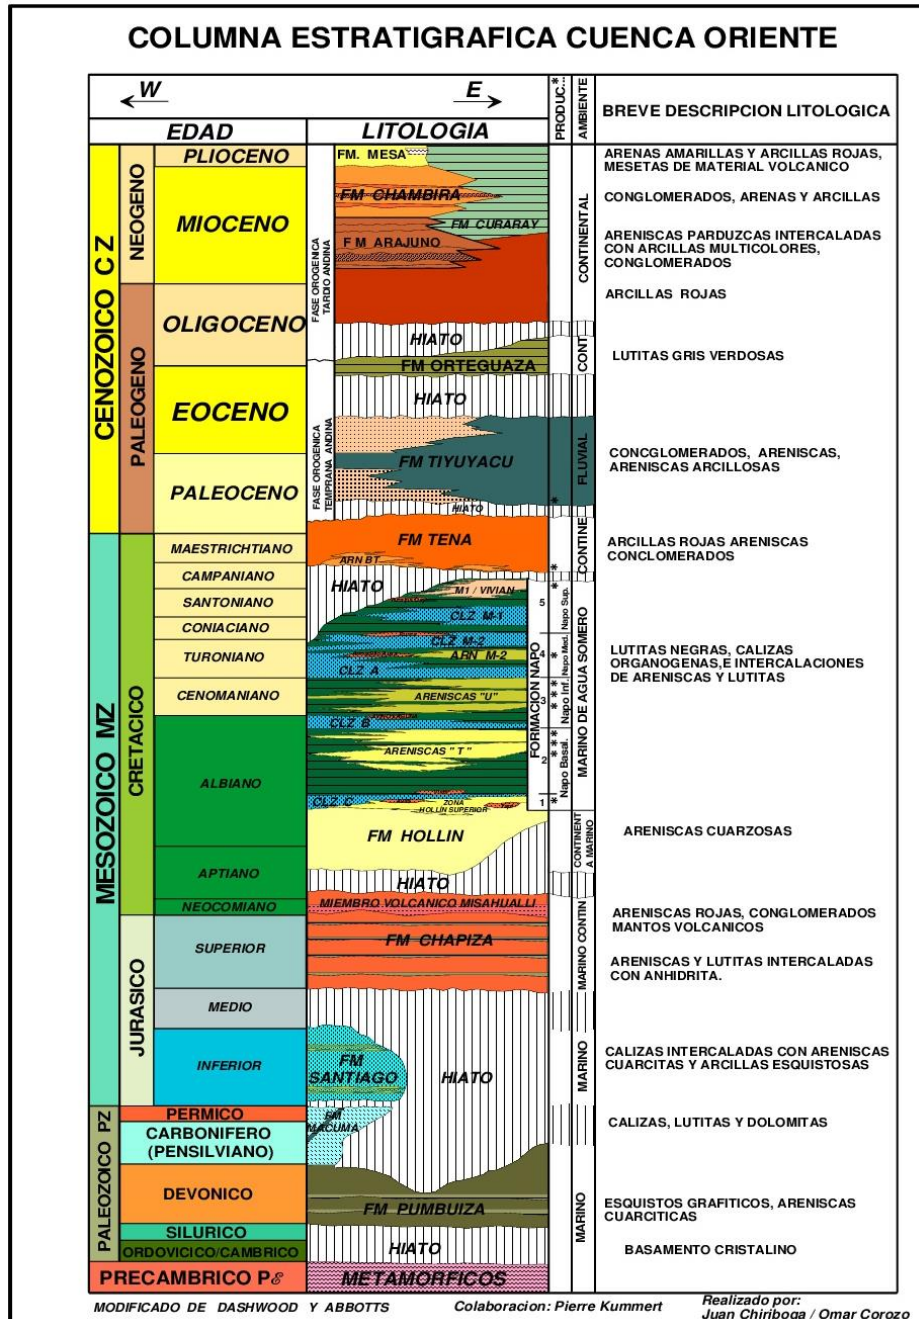 COLUMNA ESTRATIGRAFICA CUENCA ORIENTE
W
E
EDAD
LITOLOGIA
PRODUC...
*
AMBIENTE
BREVE DESCRIPCION LITOLOGICA
CENOZOICO C Z
NEOGENO
PLIOCENO
MIOCENO
PALEOGENO
OLIGOCENO
EOCENO
PALEOCENO
MESOZOICO MZ
CRETACICO
MAESTRICHTIANO
CAMPANIANO
SANTONIANO
CONIACIANO
TURONIANO
CENOMANIANO
ALBIANO
APTIANO
NEOCOMIANO
JURASICO
SUPERIOR
MEDIO
INFERIOR
PALEOZOICO PZ
PERMICO
CARBONIFERO
(PENSILVIANO)
DEVONICO
SILURICO
ORDOVICICO/CAMBRICO
PRECAMBRICO Pɛ
FASE OROGENICA
TARDIO ANDINA
FASE OROGENICA
TEMPRANA ANDINA
FM. MESA
FM CHAMBIRA
FM CURARAY
F M ARAJUNO
HIATO
FM ORTEGUAZA
HIATO
FM TIYUYACU
HIATO
FM TENA
ARN BT
HIATO
M1 / VIVIAN
CLZ M-1
CLZ M-2
ARN M-2
CLZ A
ARENISCAS "U"
CLZ B
ARENISCAS " T "
CLZ C
ZONA
HOLLIN SUPERIOR
FM HOLLIN
HIATO
MIEMBRO VOLCANICO MISAHUALLI
FM CHAPIZA
FM
SANTIAGO
HIATO
FM
MACUMA
FM PUMBUIZA
HIATO
METAMORFICOS
FORMACION NAPO
5
4
3
2
1
Napo Sup.
Napo Med.
Napo Inf.
Napo Basal.
*
*
*
*
* * *
* * *
*
CONTINENTAL
CONT
FLUVIAL
CONTINE
MARINO DE AGUA SOMERO
CONTINENT
A MARINO
MARINO CONTIN
MARINO
MARINO
ARENAS AMARILLAS Y ARCILLAS ROJAS,
MESETAS DE MATERIAL VOLCANICO
CONGLOMERADOS, ARENAS Y ARCILLAS
ARENISCAS PARDUZCAS INTERCALADAS
CON ARCILLAS MULTICOLORES,
CONGLOMERADOS
ARCILLAS ROJAS
LUTITAS GRIS VERDOSAS
CONCGLOMERADOS, ARENISCAS,
ARENISCAS ARCILLOSAS
ARCILLAS ROJAS ARENISCAS
CONCLOMERADOS
LUTITAS NEGRAS, CALIZAS
ORGANOGENAS,E INTERCALACIONES
DE ARENISCAS Y LUTITAS
ARENISCAS CUARZOSAS
ARENISCAS ROJAS, CONGLOMERADOS
MANTOS VOLCANICOS
ARENISCAS Y LUTITAS INTERCALADAS
CON ANHIDRITA.
CALIZAS INTERCALADAS CON ARENISCAS
CUARCITAS Y ARCILLAS ESQUISTOSAS
CALIZAS, LUTITAS Y DOLOMITAS
ESQUISTOS GRAFITICOS, ARENISCAS
CUARCITICAS
BASAMENTO CRISTALINO
MODIFICADO DE DASHWOOD Y ABBOTTS
Colaboracion: Pierre Kummert
Realizado por:
Juan Chiriboga / Omar Corozo